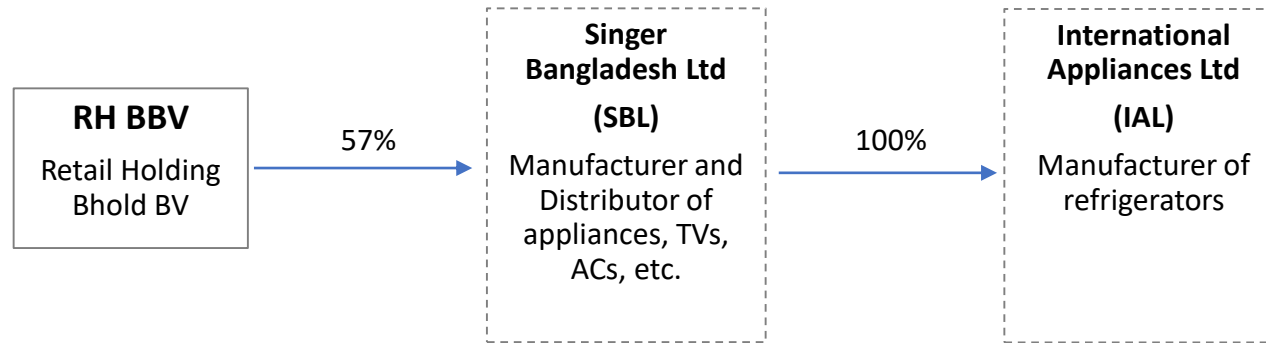 RH BBV
Retail Holding
Bhold BV
57%
Singer
Bangladesh Ltd
(SBL)
Manufacturer and
Distributor of
appliances, TVs,
ACs, etc.
100%
International
Appliances Ltd
(IAL)
Manufacturer of
refrigerators